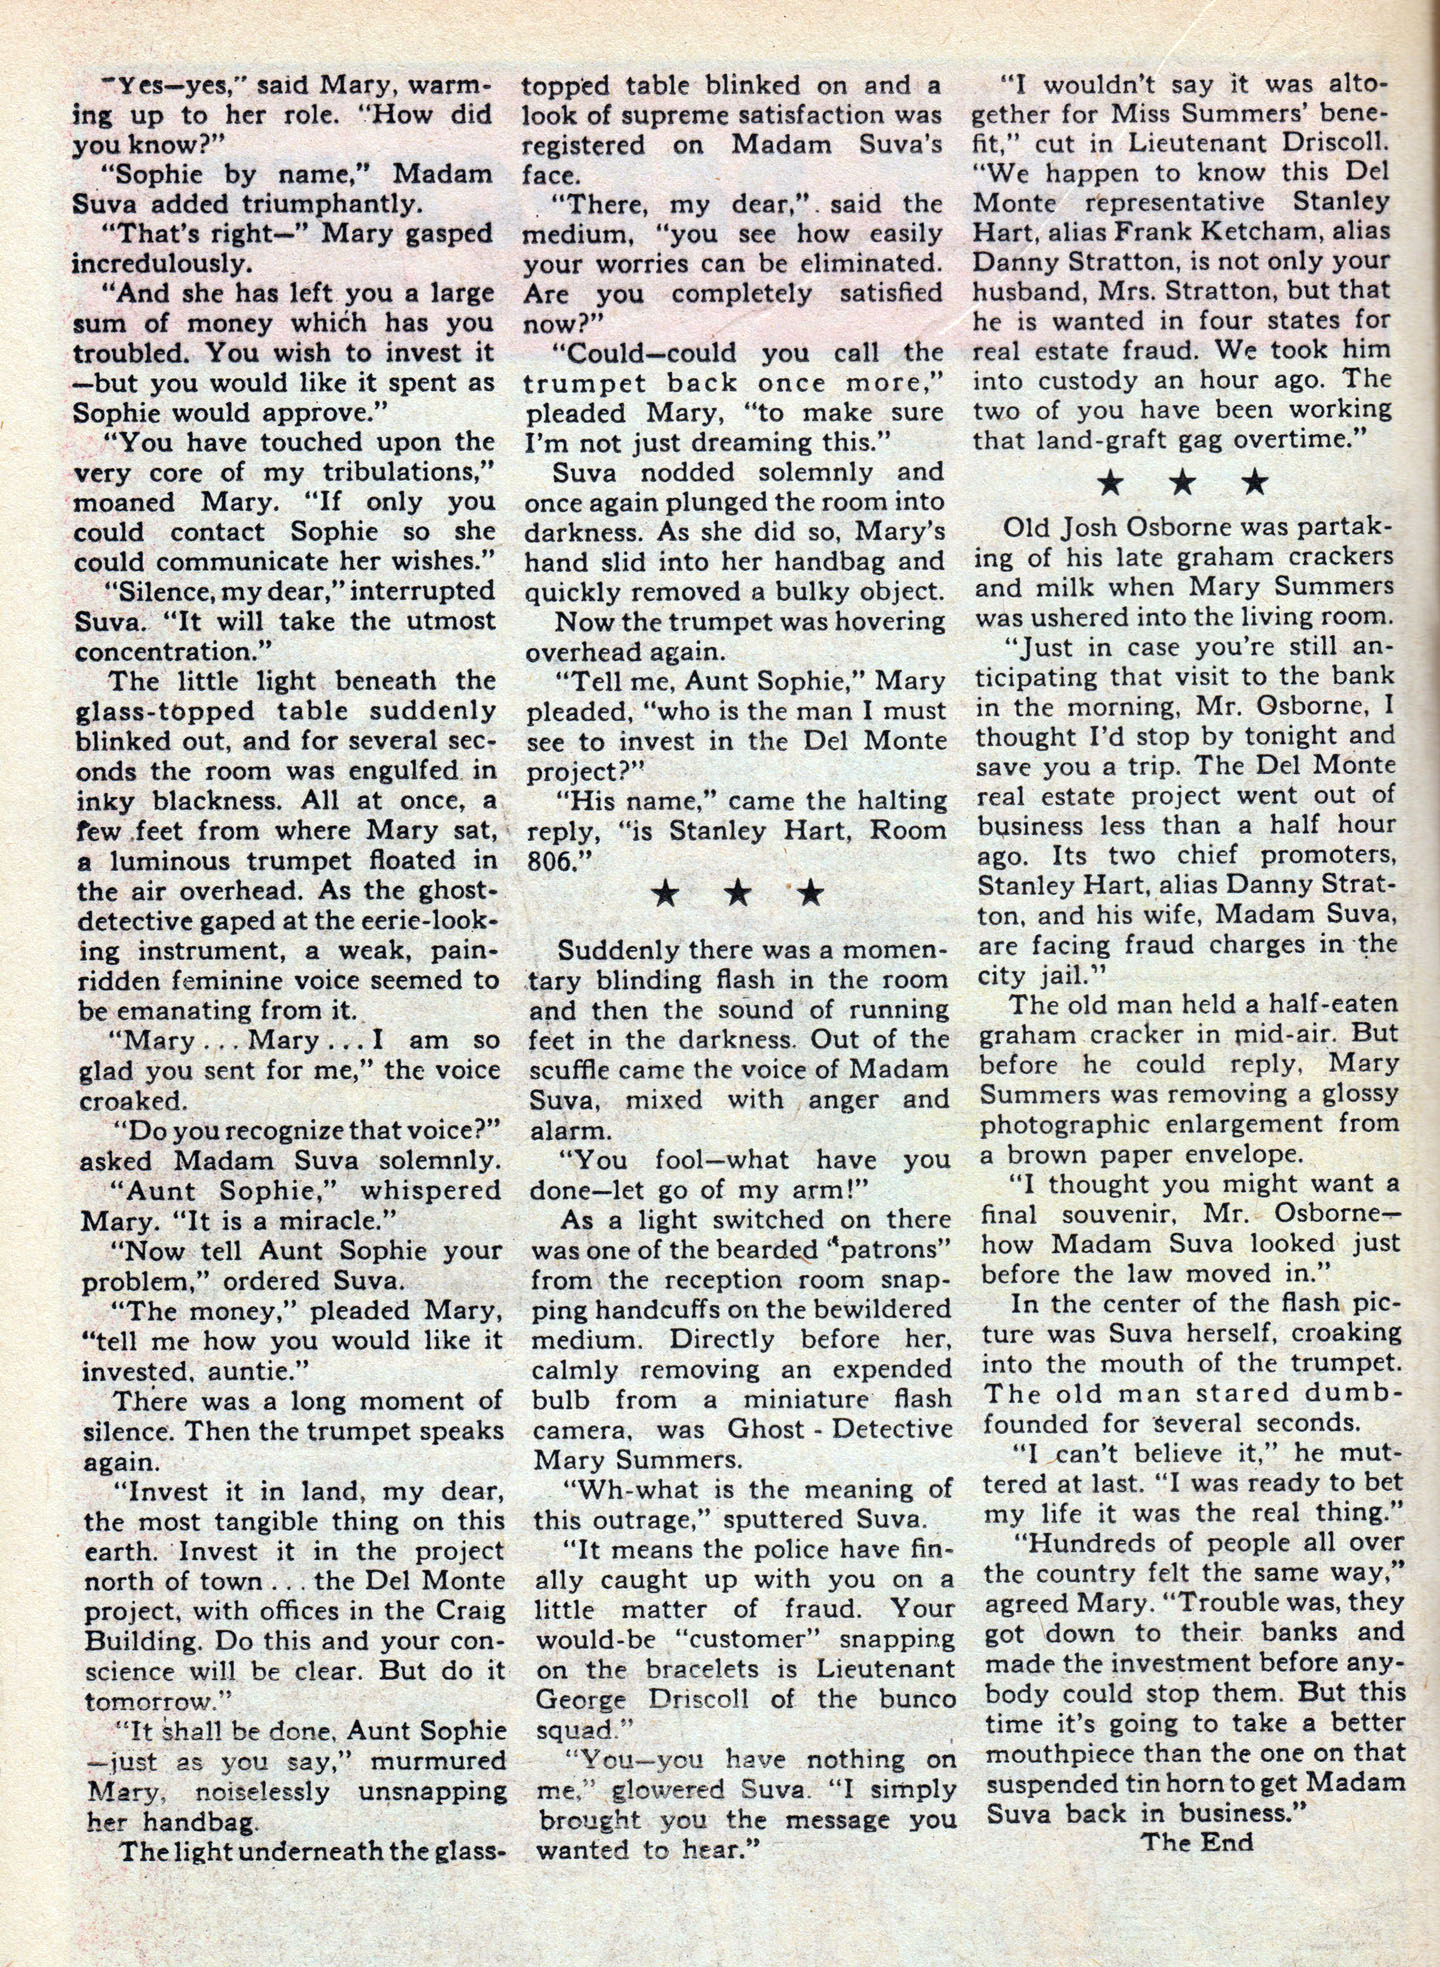 "Yes—yes," said Mary, warm-
ing up to her role. "How did
you know?"
"Sophie by name," Madam
Suva added triumphantly.
"That's right—" Mary gasped
incredulously.
"And she has left you a large
sum of money which has you
troubled. You wish to invest it
—but you would like it spent as
Sophie would approve."
"You have touched upon the
very core of my tribulations,"
moaned Mary. "If only you
could contact Sophie so she
could communicate her wishes."
"Silence, my dear," interrupted
Suva. "It will take the utmost
concentration."
The little light beneath the
glass-topped table suddenly
blinked out, and for several sec-
onds the room was engulfed in
inky blackness. All at once, a
few feet from where Mary sat,
a luminous trumpet floated in
the air overhead. As the ghost-
detective gaped at the eerie-look-
ing instrument, a weak, pain-
ridden feminine voice seemed to
be emanating from it.
"Mary . . . Mary . . . I am so
glad you sent for me," the voice
croaked.
"Do you recognize that voice?"
asked Madam Suva solemnly.
"Aunt Sophie," whispered
Mary. "It is a miracle."
"Now tell Aunt Sophie your
problem," ordered Suva.
"The money," pleaded Mary,
"tell me how you would like it
invested, auntie."
There was a long moment of
silence. Then the trumpet speaks
again.
"Invest it in land, my dear,
the most tangible thing on this
earth. Invest it in the project
north of town . . . the Del Monte
project, with offices in the Craig
Building. Do this and your con-
science will be clear. But do it
tomorrow."
"It shall be done, Aunt Sophie
—just as you say," murmured
Mary, noiselessly unsnapping
her handbag.
The light underneath the glass-
topped table blinked on and a
look of supreme satisfaction was
registered on Madam Suva's
face.
"There, my dear," said the
medium, "you see how easily
your worries can be eliminated.
Are you completely satisfied
now?"
"Could—could you call the
trumpet back once more,"
pleaded Mary, "to make sure
I'm not just dreaming this."
Suva nodded solemnly and
once again plunged the room into
darkness. As she did so, Mary's
hand slid into her handbag and
quickly removed a bulky object.
Now the trumpet was hovering
overhead again.
"Tell me, Aunt Sophie," Mary
pleaded, "who is the man I must
see to invest in the Del Monte
project?"
"His name," came the halting
reply, "is Stanley Hart, Room
806."
★ ★ ★
Suddenly there was a momen-
tary blinding flash in the room
and then the sound of running
feet in the darkness. Out of the
scuffle came the voice of Madam
Suva, mixed with anger and
alarm.
"You fool—what have you
done—let go of my arm!"
As a light switched on there
was one of the bearded "patrons"
from the reception room snap-
ping handcuffs on the bewildered
medium. Directly before her,
calmly removing an expended
bulb from a miniature flash
camera, was Ghost - Detective
Mary Summers.
"Wh-what is the meaning of
this outrage," sputtered Suva.
"It means the police have fin-
ally caught up with you on a
little matter of fraud. Your
would-be "customer" snapping
on the bracelets is Lieutenant
George Driscoll of the bunco
squad."
"You—you have nothing on
me," glowered Suva. "I simply
brought you the message you
wanted to hear."
"I wouldn't say it was alto-
gether for Miss Summers' bene-
fit," cut in Lieutenant Driscoll.
"We happen to know this Del
Monte representative Stanley
Hart, alias Frank Ketcham, alias
Danny Stratton, is not only your
husband, Mrs. Stratton, but that
he is wanted in four states for
real estate fraud. We took him
into custody an hour ago. The
two of you have been working
that land-graft gag overtime."
★ ★ ★
Old Josh Osborne was partak-
ing of his late graham crackers
and milk when Mary Summers
was ushered into the living room.
"Just in case you're still an-
ticipating that visit to the bank
in the morning, Mr. Osborne, I
thought I'd stop by tonight and
save you a trip. The Del Monte
real estate project went out of
business less than a half hour
ago. Its two chief promoters,
Stanley Hart, alias Danny Strat-
ton, and his wife, Madam Suva,
are facing fraud charges in the
city jail."
The old man held a half-eaten
graham cracker in mid-air. But
before he could reply, Mary
Summers was removing a glossy
photographic enlargement from
a brown paper envelope.
"I thought you might want a
final souvenir, Mr. Osborne—
how Madam Suva looked just
before the law moved in."
In the center of the flash pic-
ture was Suva herself, croaking
into the mouth of the trumpet.
The old man stared dumb-
founded for several seconds.
"I can't believe it," he mut-
tered at last. "I was ready to bet
my life it was the real thing."
"Hundreds of people all over
the country felt the same way,"
agreed Mary. "Trouble was, they
got down to their banks and
made the investment before any-
body could stop them. But this
time it's going to take a better
mouthpiece than the one on that
suspended tin horn to get Madam
Suva back in business."
The End